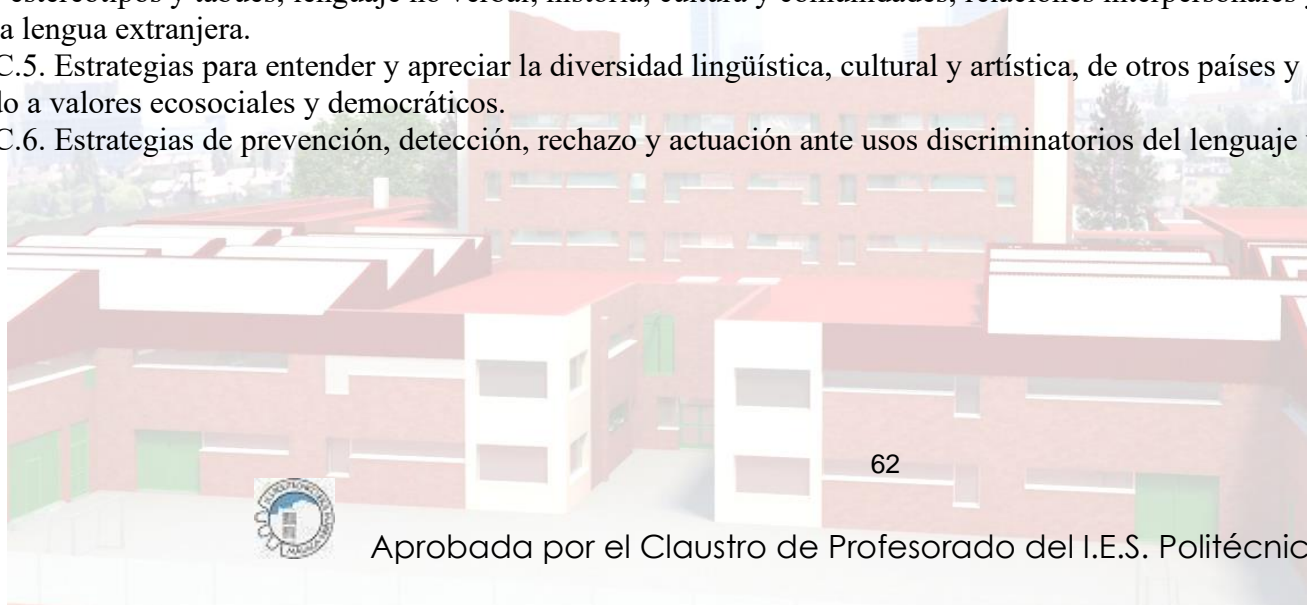 estereotipos y tabúes, lenguaje no verbal, historia, cultura y comunidades, relaciones interpersonales y
a lengua extranjera.
C.5. Estrategias para entender y apreciar la diversidad lingüística, cultural y artística, de otros países y
do a valores ecosociales y democráticos.
C.6. Estrategias de prevención, detección, rechazo y actuación ante usos discriminatorios del lenguaje
62
Aprobada por el Claustro de Profesorado del I.E.S. Politécnic